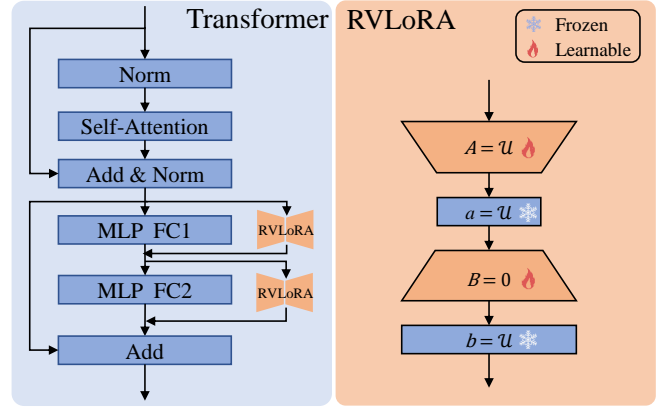 Transformer
Norm
Self-Attention
Add & Norm
MLP FC1
RVLoRA
MLP FC2
RVLoRA
Add
RVLoRA
Frozen
Learnable
A = 𝒰
a = 𝒰
B = 0
b = 𝒰